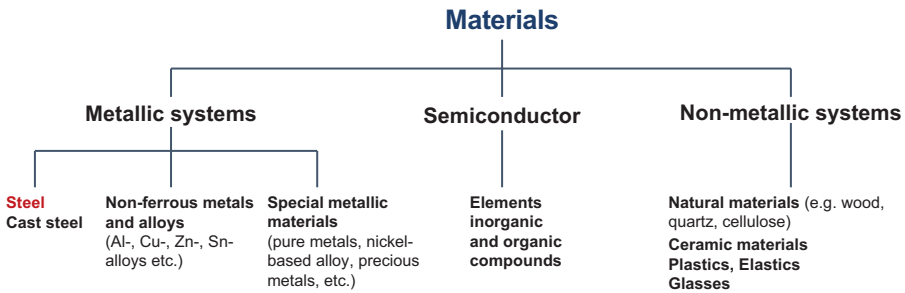 Materials
Metallic systems
Semiconductor
Non-metallic systems
Steel
Cast steel
Non-ferrous metals
and alloys
(Al-, Cu-, Zn-, Sn-
alloys etc.)
Special metallic
materials
(pure metals, nickel-
based alloy, precious
metals, etc.)
Elements
inorganic
and organic
compounds
Natural materials (e.g. wood,
quartz, cellulose)
Ceramic materials
Plastics, Elastics
Glasses